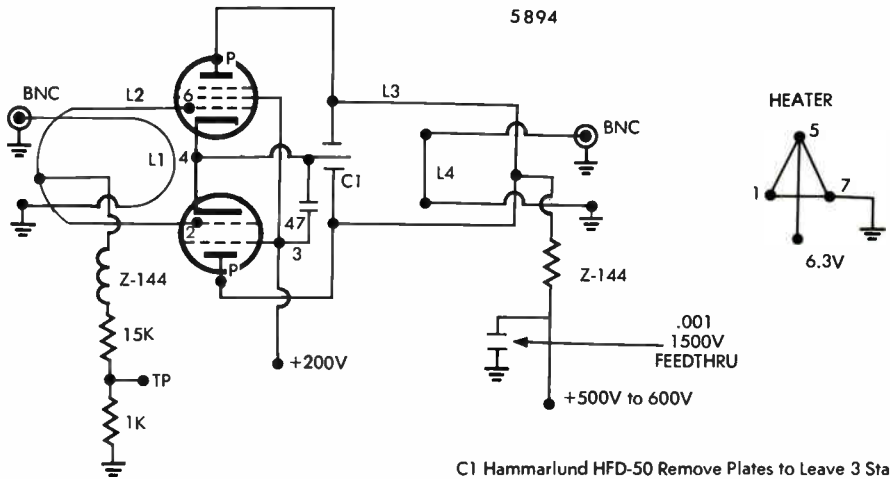 5894
P
BNC
L2
6
L3
HEATER
5
BNC
L1
4
C1
L4
1
7
47
2
3
P
6.3V
Z-144
Z-144
15K
.001
1500V
FEEDTHRU
TP
+200V
+500V to 600V
1K
C1 Hammarlund HFD-50 Remove Plates to Leave 3 Sta